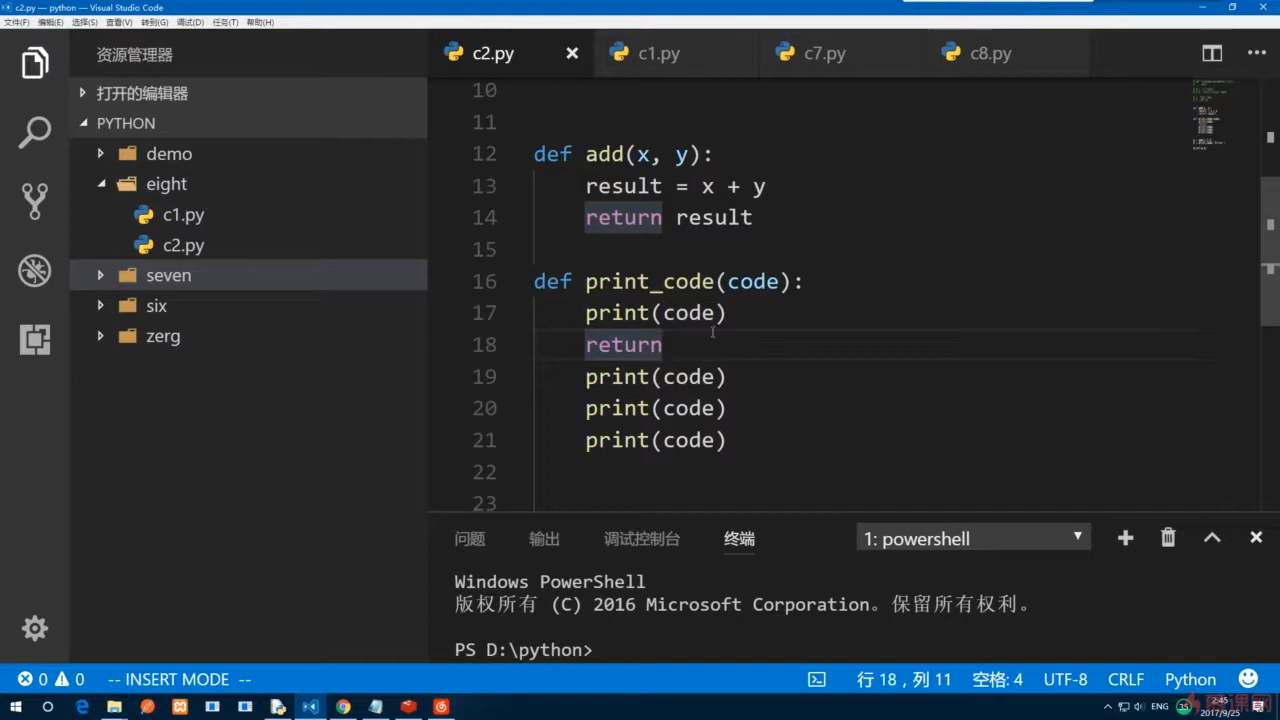 c2.py — python — Visual Studio Code
文件(F) 编辑(E) 选择(S) 查看(V) 转到(G) 调试(D) 任务(T) 帮助(H)
资源管理器
c2.py c1.py c7.py c8.py
打开的编辑器
PYTHON
demo
eight
c1.py
c2.py
seven
six
zerg
10
11
12 def add(x, y):
13 result = x + y
14 return result
15
16 def print_code(code):
17 print(code)
18 return
19 print(code)
20 print(code)
21 print(code)
22
23
问题 输出 调试控制台 终端 1: powershell
Windows PowerShell
版权所有 (C) 2016 Microsoft Corporation。保留所有权利。
PS D:\python>
0 0 -- INSERT MODE -- 行 18，列 11 空格: 4 UTF-8 CRLF Python
ENG 35 2:45
2017/9/25